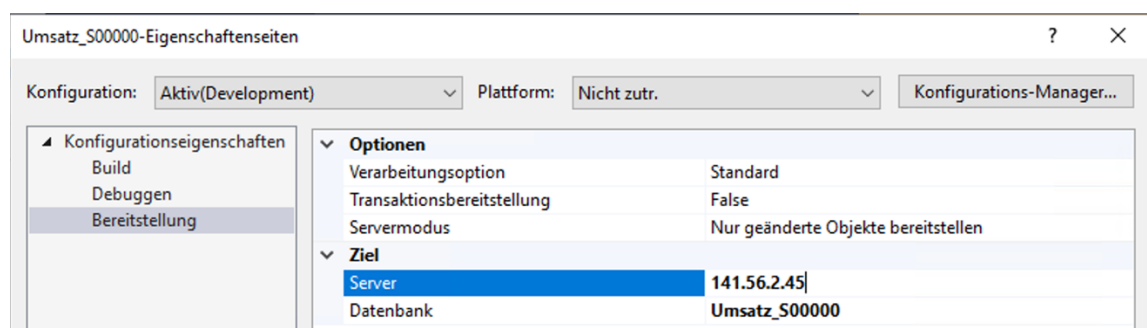 Umsatz_S00000-Eigenschaftenseiten ?
Konfiguration: Aktiv(Development) Plattform: Nicht zutr. Konfigurations-Manager...
Konfigurationseigenschaften
Build
Debuggen
Bereitstellung
Optionen
Verarbeitungsoption Standard
Transaktionsbereitstellung False
Servermodus Nur geänderte Objekte bereitstellen
Ziel
Server 141.56.2.45
Datenbank Umsatz_S00000